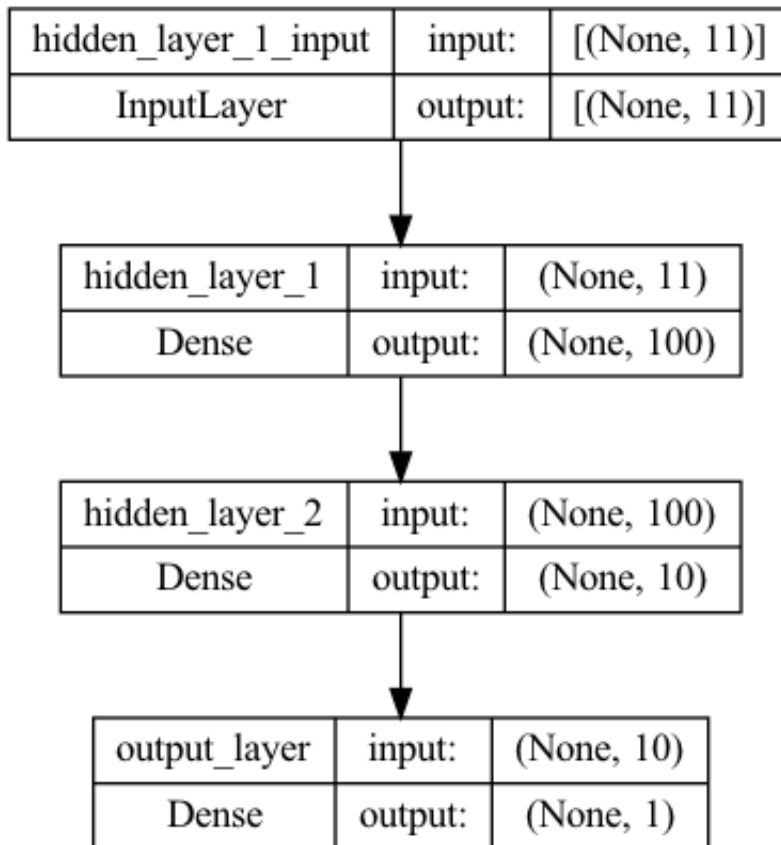 hidden_layer_1_input input: [(None, 11)]
InputLayer output: [(None, 11)]
hidden_layer_1 input: (None, 11)
Dense output: (None, 100)
hidden_layer_2 input: (None, 100)
Dense output: (None, 10)
output_layer input: (None, 10)
Dense output: (None, 1)